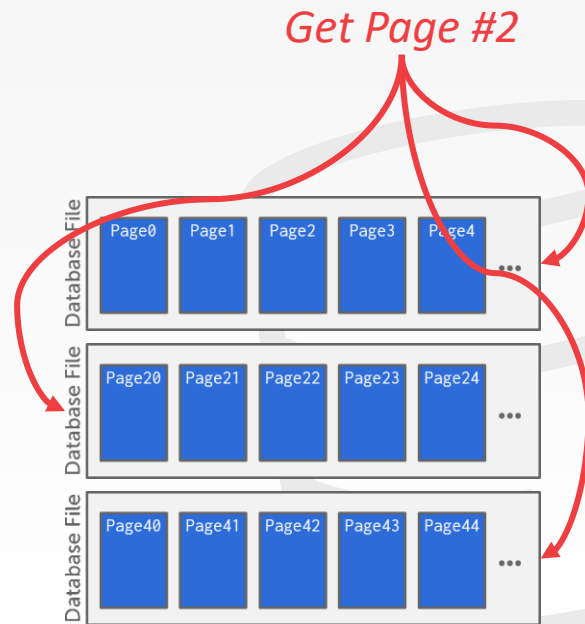 Get Page #2
Database File
Page0 Page1 Page2 Page3 Page4 •••
Database File
Page20 Page21 Page22 Page23 Page24 •••
Database File
Page40 Page41 Page42 Page43 Page44 •••